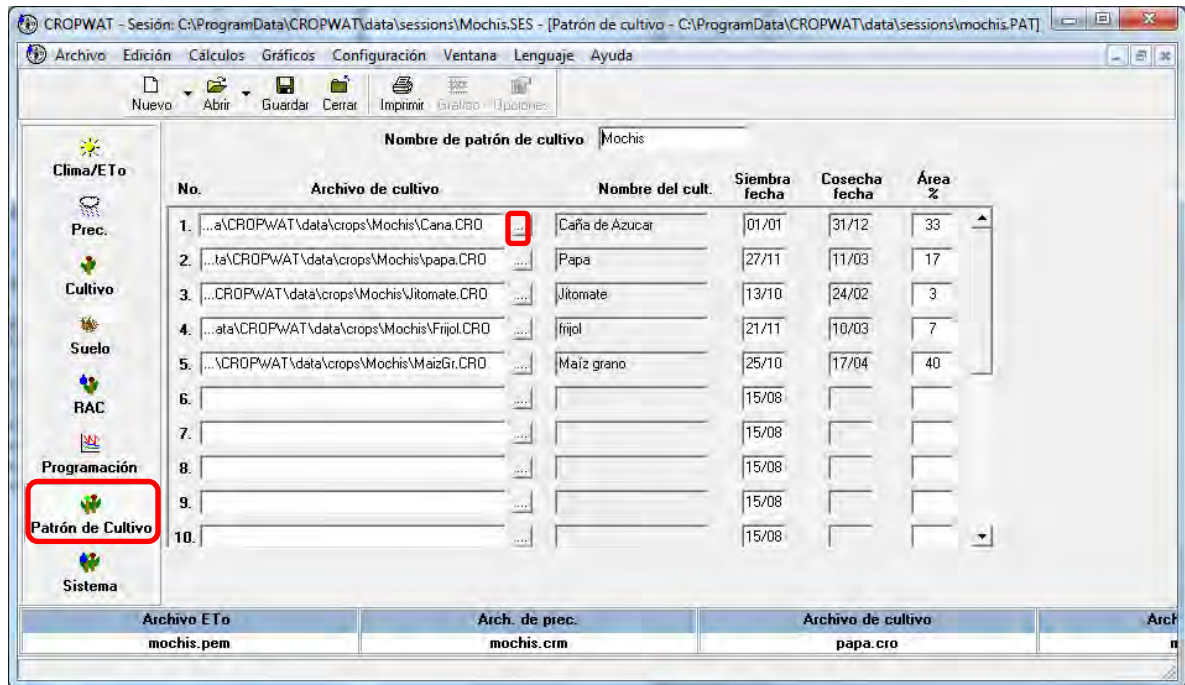 CROPWAT - Sesión: C:\ProgramData\CROPWAT\data\sessions\Mochis.SES - [Patrón de cultivo - C:\ProgramData\CROPWAT\data\sessions\mochis.PAT]
Archivo Edición Cálculos Gráficos Configuración Ventana Lenguaje Ayuda
Nuevo Abrir Guardar Cerrar Imprimir Gráfico Opciones
Nombre de patrón de cultivo Mochis
Clima/ETo
Prec.
Cultivo
Suelo
RAC
Programación
Patrón de Cultivo
Sistema
No. Archivo de cultivo Nombre del cult. Siembra fecha Cosecha fecha Área %
1. ...a\CROPWAT\data\crops\Mochis\Cana.CRO ... Caña de Azucar 01/01 31/12 33
2. ...ta\CROPWAT\data\crops\Mochis\papa.CRO ... Papa 27/11 11/03 17
3. ...CROPWAT\data\crops\Mochis\Jitomate.CRO ... Jitomate 13/10 24/02 3
4. ...ata\CROPWAT\data\crops\Mochis\Frijol.CRO ... frijol 21/11 10/03 7
5. ...\CROPWAT\data\crops\Mochis\MaizGr.CRO ... Maíz grano 25/10 17/04 40
6. ... 15/08
7. ... 15/08
8. ... 15/08
9. ... 15/08
10. ... 15/08
Archivo ETo Arch. de prec. Archivo de cultivo
mochis.pem mochis.crm papa.cro